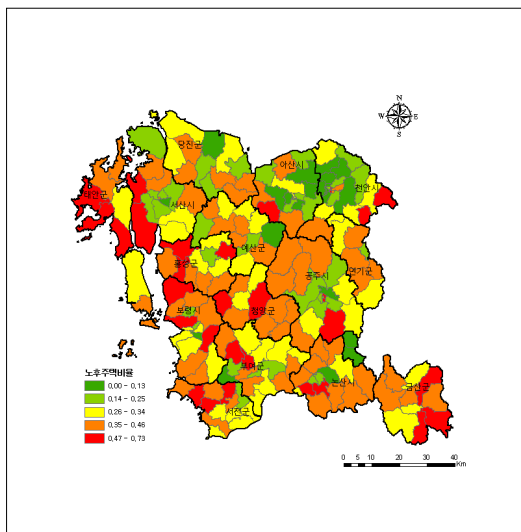 N
W E
S
당진군
아산시
천안시
태안군
서산시
예산군
홍성군
공주시
연기군
보령시
청양군
부여군
논산시
금산군
서천군
노후주택비율
0,00 - 0,13
0,14 - 0,25
0,26 - 0,34
0,35 - 0,46
0,47 - 0,73
0 5 10 20 30 40
Km